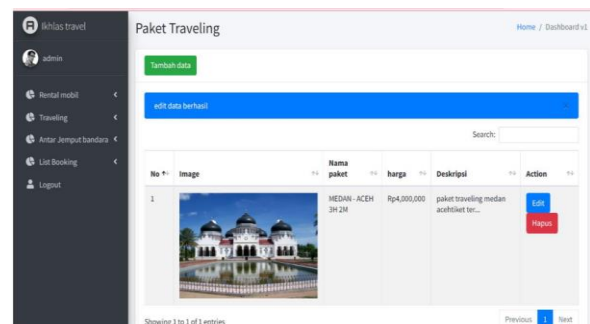 R Ikhlas travel
admin
Rental mobil
Traveling
Antar Jemput bandara
List Booking
Logout
Paket Traveling
Home / Dashboard v1
Tambah data
edit data berhasil
Search:
No Image Nama paket harga Deskripsi Action
1 MEDAN - ACEH Rp4,000,000 paket traveling medan Edit
3H 2M acehtiket ter...
Hapus
Showing 1 to 1 of 1 entries
Previous 1 Next